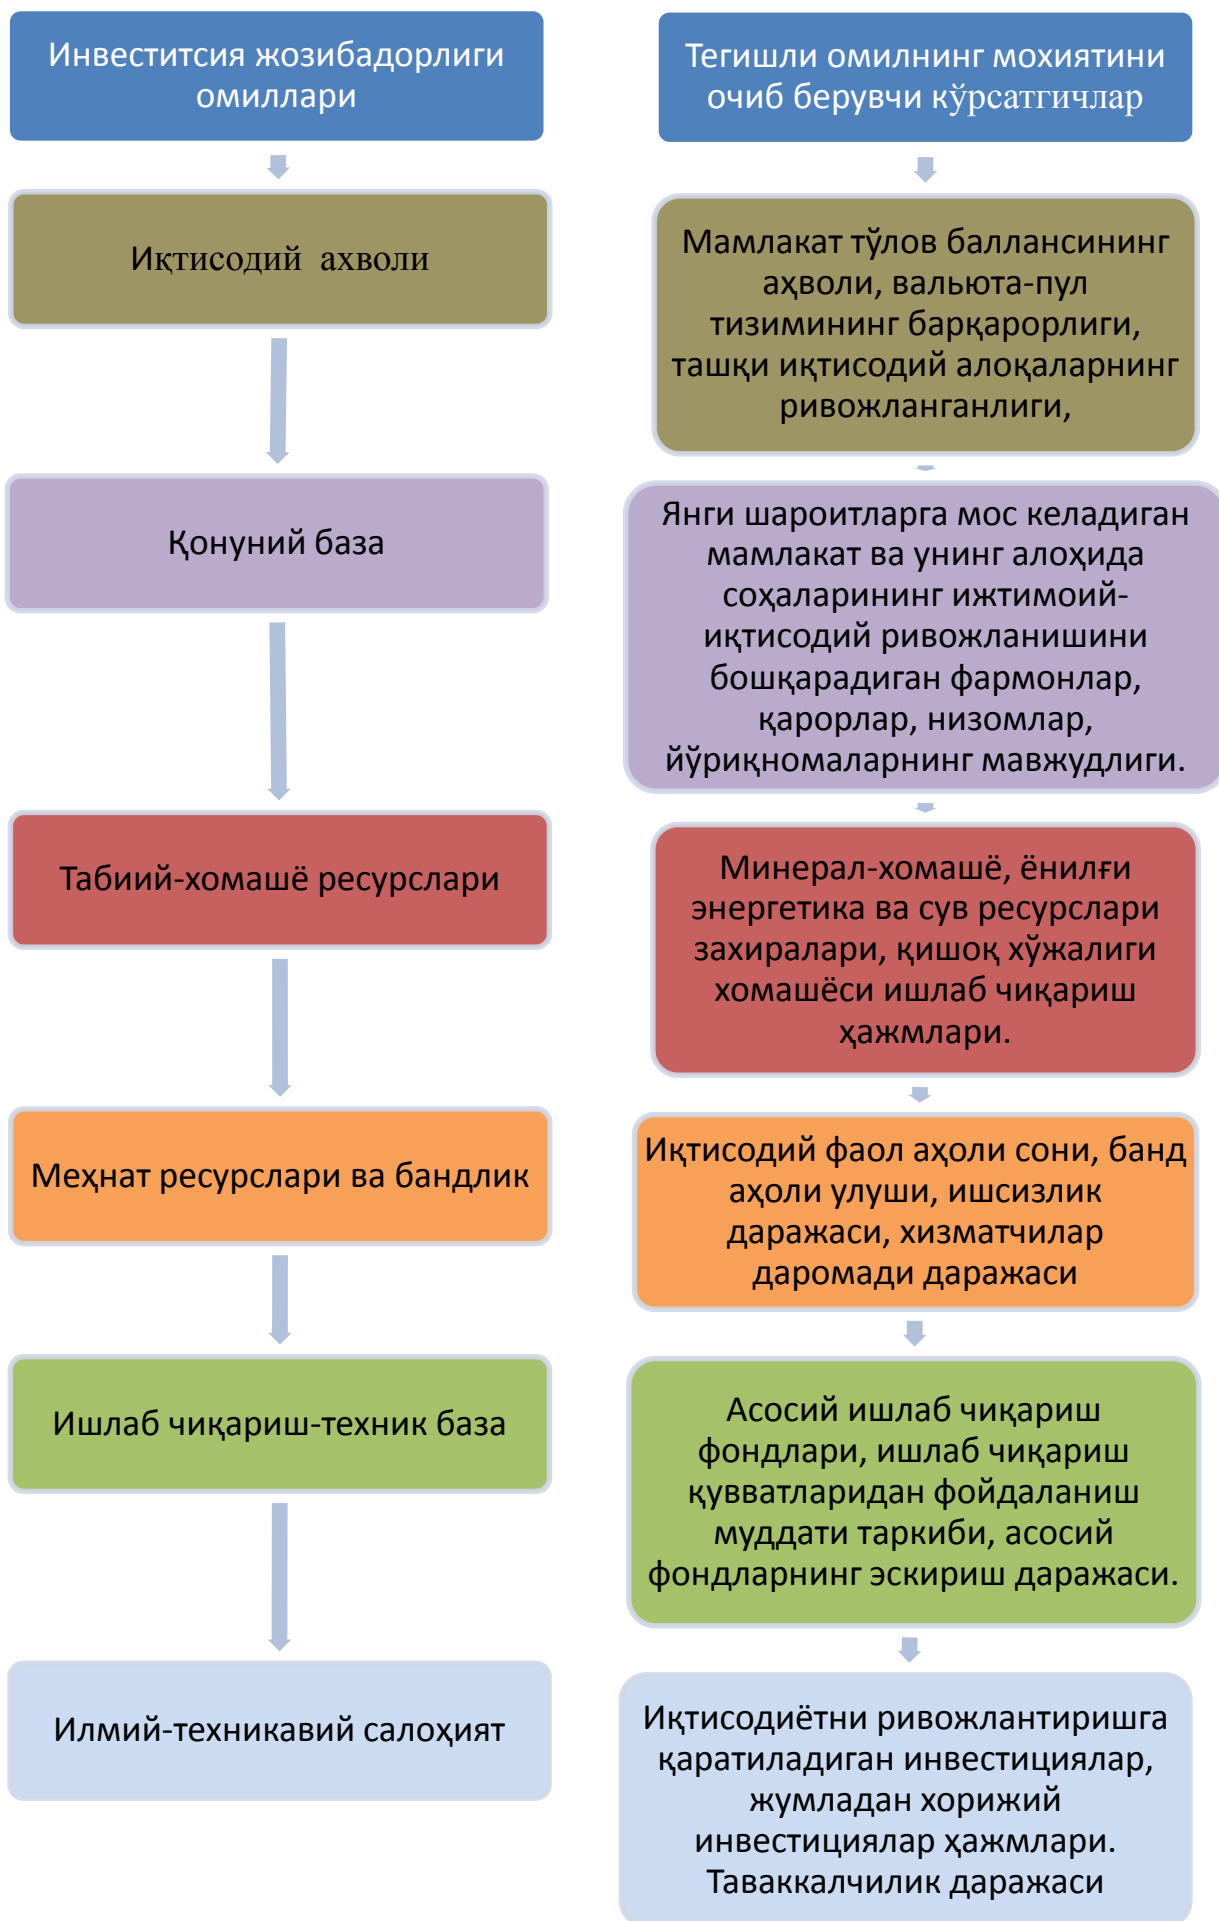 Инвеститсия жозибадорлиги
омиллари
Тегишли омилнинг мохиятини
очиб берувчи кўрсатгичлар
Иқтисодий ахволи
Мамлакат тўлов баллансининг
аҳволи, вальюта-пул
тизимининг барқарорлиги,
ташқи иқтисодий алоқаларнинг
ривожланганлиги,
Қонуний база
Янги шароитларга мос келадиган
мамлакат ва унинг алоҳида
соҳаларининг ижтимоий-
иқтисодий ривожланишини
бошқарадиган фармонлар,
қарорлар, низомлар,
йўриқномаларнинг мавжудлиги.
Табиий-хомашё ресурслари
Минерал-хомашё, ёнилғи
энергетика ва сув ресурслари
захиралари, қишоқ хўжалиги
хомашёси ишлаб чиқариш
ҳажмлари.
Меҳнат ресурслари ва бандлик
Иқтисодий фаол аҳоли сони, банд
аҳоли улуши, ишсизлик
даражаси, хизматчилар
даромади даражаси
Ишлаб чиқариш-техник база
Асосий ишлаб чиқариш
фондлари, ишлаб чиқариш
қувватларидан фойдаланиш
муддати таркиби, асосий
фондларнинг эскириш даражаси.
Илмий-техникавий салоҳият
Иқтисодиётни ривожлантиришга
қаратиладиган инвестициялар,
жумладан хорижий
инвестициялар ҳажмлари.
Таваккалчилик даражаси